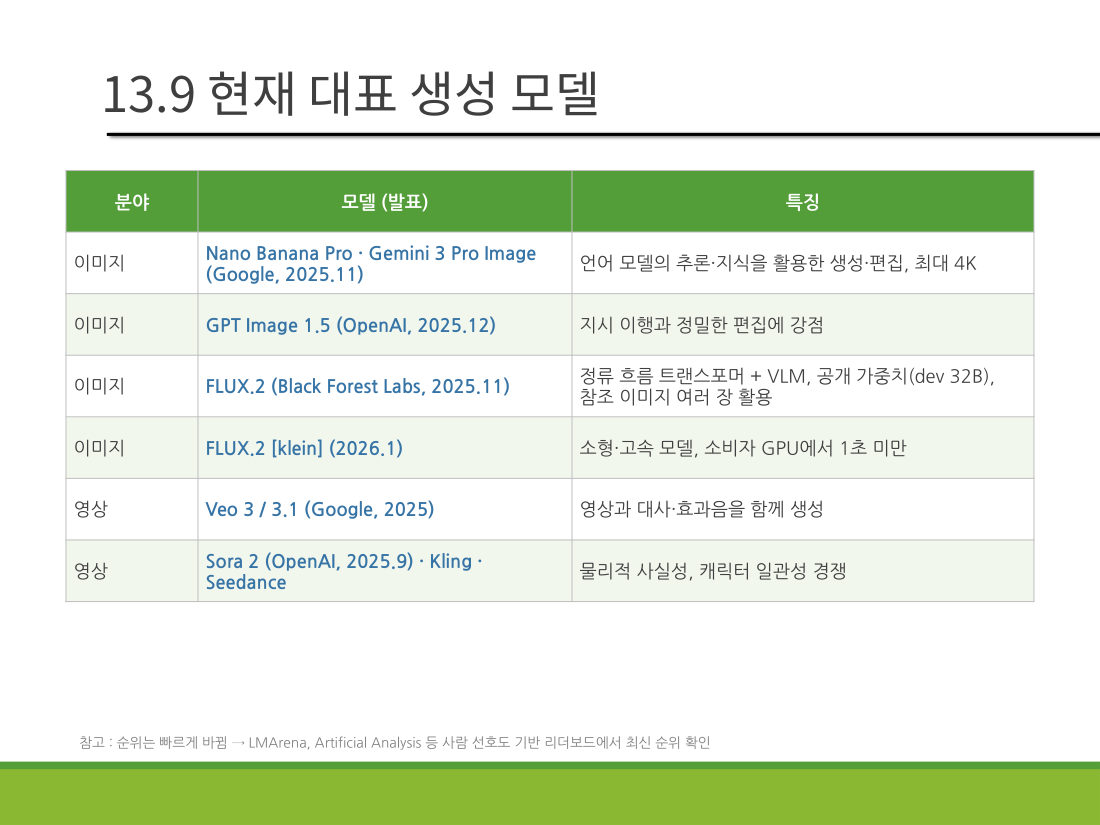 13.9 현재 대표 생성 모델
분야
모델 (발표)
특징
이미지
Nano Banana Pro · Gemini 3 Pro Image
(Google, 2025.11)
언어 모델의 추론·지식을 활용한 생성·편집, 최대 4K
이미지
GPT Image 1.5 (OpenAI, 2025.12)
지시 이행과 정밀한 편집에 강점
이미지
FLUX.2 (Black Forest Labs, 2025.11)
정류 흐름 트랜스포머 + VLM, 공개 가중치(dev 32B),
참조 이미지 여러 장 활용
이미지
FLUX.2 [klein] (2026.1)
소형·고속 모델, 소비자 GPU에서 1초 미만
영상
Veo 3 / 3.1 (Google, 2025)
영상과 대사·효과음을 함께 생성
영상
Sora 2 (OpenAI, 2025.9) · Kling ·
Seedance
물리적 사실성, 캐릭터 일관성 경쟁
참고 : 순위는 빠르게 바뀜 → LMArena, Artificial Analysis 등 사람 선호도 기반 리더보드에서 최신 순위 확인